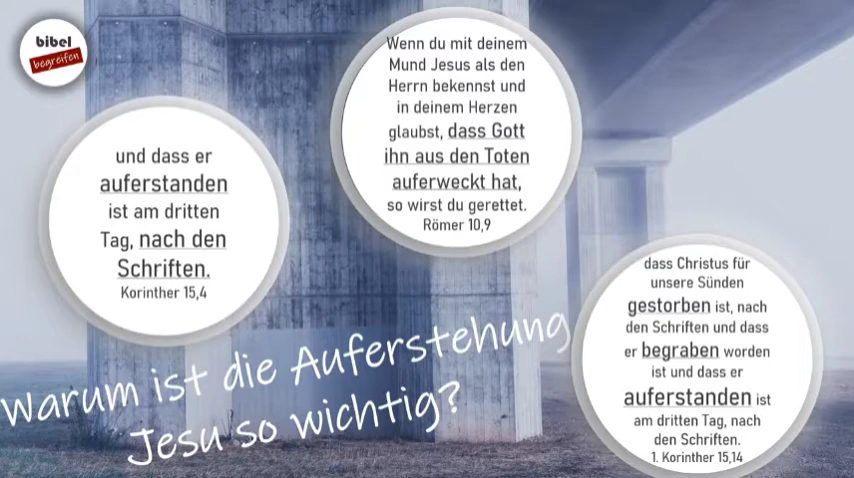 bibel
begreifen
Wenn du mit deinem
Mund Jesus als den
Herrn bekennst und
in deinem Herzen
glaubst, dass Gott
ihn aus den Toten
auferweckt hat,
so wirst du gerettet.
Römer 10,9
und dass er
auferstanden
ist am dritten
Tag, nach den
Schriften.
Korinther 15,4
dass Christus für
unsere Sünden
gestorben ist, nach
den Schriften und dass
er begraben worden
ist und dass er
auferstanden ist
am dritten Tag, nach
den Schriften.
1. Korinther 15,14
Warum ist die Auferstehung
Jesu so wichtig?